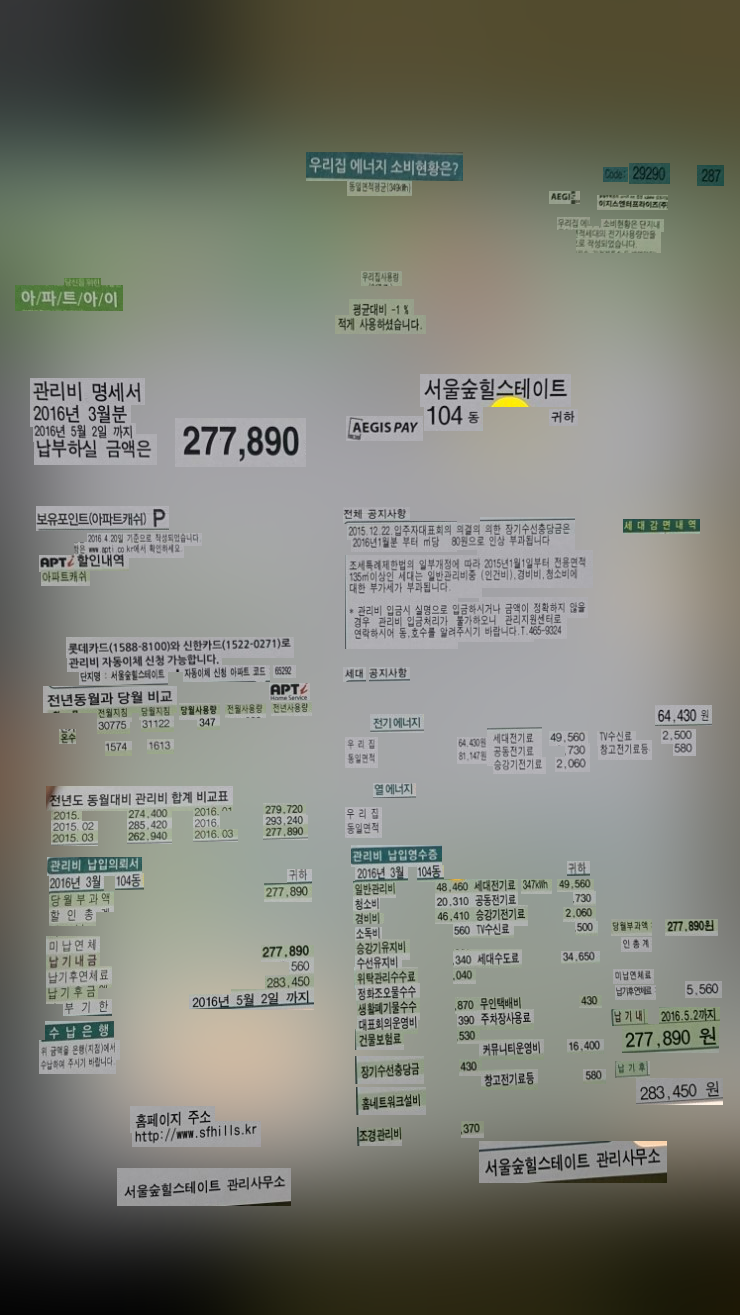 우리집 에너지 소비현황은?
동일면적평균(349kWh)
Code: 29290 287
AEGIS
이지스엔터프라이즈(주)
우리집 에 소비현황은 단지내
면적세대의 전기사용량만을
으로 작성되었습니다.
우리집사용량
당신을 위한
아/파/트/아/이
평균대비 -1 %
적게 사용하셨습니다.
관리비 명세서
2016년 3월분
2016년 5월 2일 까지
납부하실 금액은
277,890
서울숲힐스테이트
AEGIS PAY
104 동 귀하
보유포인트(아파트캐쉬) P
2016.4.20일 기준으로 작성되었습니다.
www.apti.co.kr에서 확인하세요.
APTi 할인내역
아파트캐쉬
전체 공지사항
2015.12.22.입주자대표회의 의결의 의한 장기수선충당금은
2016년1월분 부터 ㎡당 80원으로 인상 부과됩니다
조세특례제한법의 일부개정에 따라 2015년1월1일부터 전용면적
135㎡이상인 세대는 일반관리비중 (인건비),경비비,청소비에
대한 부가세가 부과됩니다.
* 관리비 입금시 실명으로 입금하시거나 금액이 정확하지 않을
경우 관리비 입금처리가 불가하오니 관리지원센터로
연락하시어 동,호수를 알려주시기 바랍니다.T.465-9324
세대감면내역
롯데카드(1588-8100)와 신한카드(1522-0271)로
관리비 자동이체 신청 가능합니다.
단지명 : 서울숲힐스테이트 * 자동이체 신청 아파트 코드 65292
세대 공지사항
전년동월과 당월 비교
APTi
Home Service
전월지침 당월지침 당월사용량 전월사용량 전년사용량
30775 31122 347
온수
1574 1613
전기에너지
64,430 원
우리집 64,430원
동일면적 81,147원
세대전기료 49,560 TV수신료 2,500
공동전기료 .730 창고전기료등 580
승강기전기료 2,060
열에너지
우리집
동일면적
전년도 동월대비 관리비 합계 비교표
2015. 274,400 2016.01 279,720
2015.02 285,420 2016. 293,240
2015.03 262,940 2016.03 277,890
관리비 납입의뢰서
2016년 3월 104동 귀하
당월부과액 277,890
할인총
미납연체
납기내금 277,890
납기후연체료 560
납기후금액 283,450
부기한 2016년 5월 2일 까지
수납은행
위 금액을 은행(지점)에서
수납하여 주시기 바랍니다.
관리비 납입영수증
2016년 3월 104동 귀하
일반관리비 48,460 세대전기료 347kWh 49,560
청소비 20,310 공동전기료 .730
경비비 46,410 승강기전기료 2,060
소독비 560 TV수신료 500
승강기유지비
수선유지비 .340 세대수도료 34,650
위탁관리수수료 .040
정화조오물수수
생활폐기물수수 .870 무인택배비 430
대표회의운영비 390 주차장사용료
건물보험료 .530
커뮤니티운영비 16,400
장기수선충당금 430
창고전기료등 580
홈네트워크설비
조경관리비 .370
당월부과액 277,890원
인총계
미납연체료
납기후연체료 5,560
납기내 2016.5.2까지
277,890 원
납기후
283,450 원
홈페이지 주소
http://www.sfhills.kr
서울숲힐스테이트 관리사무소
서울숲힐스테이트 관리사무소